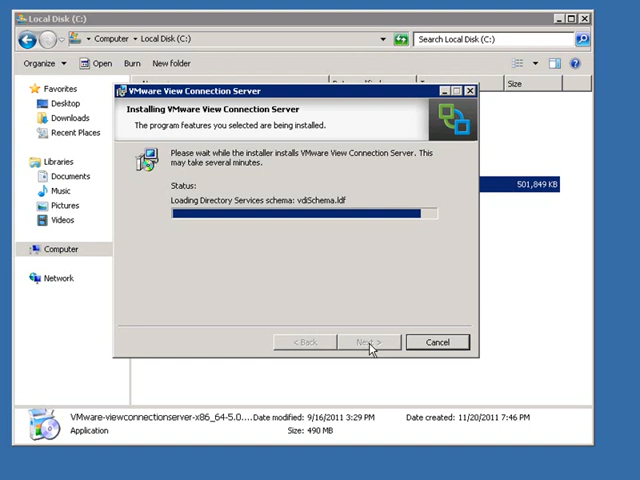 Local Disk (C:)
Computer ▸ Local Disk (C:)
Search Local Disk (C:)
Organize
Open
Burn
New folder
Size
Favorites
Desktop
Downloads
Recent Places
Libraries
Documents
Music
Pictures
Videos
Computer
Network
501,849 KB
VMware View Connection Server
Installing VMware View Connection Server
The program features you selected are being installed.
Please wait while the installer installs VMware View Connection Server. This
may take several minutes.
Status:
Loading Directory Services schema: vdiSchema.ldf
< Back
Next >
Cancel
VMware-viewconnectionserver-x86_64-5.0.... Date modified: 9/16/2011 3:29 PM
Date created: 11/20/2011 7:46 PM
Application
Size: 490 MB